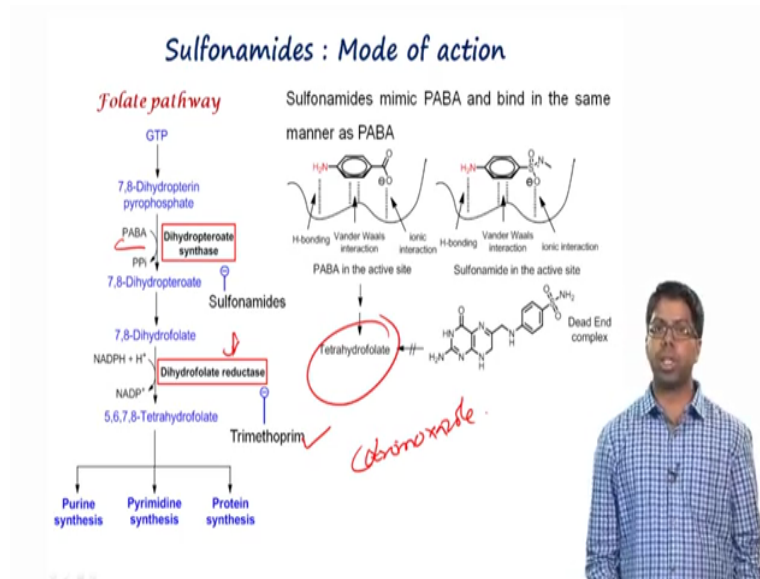 Sulfonamides : Mode of action
Folate pathway
GTP
7,8-Dihydropterin
pyrophosphate
PABA
Dihydropteroate
synthase
PPi
7,8-Dihydropteroate
Sulfonamides
7,8-Dihydrofolate
NADPH + H⁺
Dihydrofolate reductase
NADP⁺
5,6,7,8-Tetrahydrofolate
Trimethoprim
Purine
synthesis
Pyrimidine
synthesis
Protein
synthesis
Sulfonamides mimic PABA and bind in the same
manner as PABA
H₂N
O
⊖O
H-bonding
Vander Waals
interaction
ionic
interaction
PABA in the active site
H₂N
O
S
N
⊖O
H-bonding
Vander Waals
interaction
ionic interaction
Sulfonamide in the active site
Tetrahydrofolate
O
HN
N
H₂N
N
N
H
N
H
O
S
NH₂
O
Dead End
complex